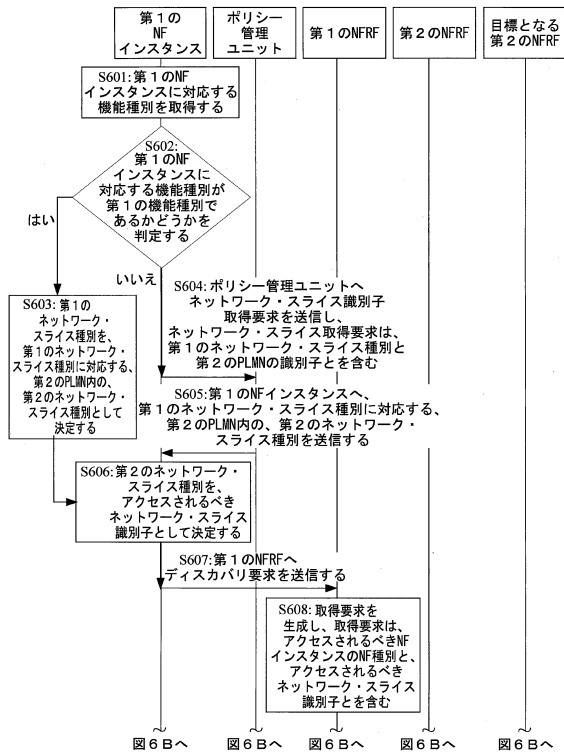 第１の
NF
インスタンス
ポリシー
管理
ユニット
第１のNFRF
第２のNFRF
目標となる
第２のNFRF
S601:第１のNF
インスタンスに対応する
機能種別を取得する
S602:
第１のNF
インスタンスに
対応する機能種別が
第１の機能種別で
あるかどうかを
判定する
はい
いいえ
S603:第１の
ネットワーク・
スライス種別を、
第１のネットワーク・
スライス種別に対応する、
第２のPLMN内の、
第２のネットワーク・
スライス種別として
決定する
S604:ポリシー管理ユニットへ
ネットワーク・スライス識別子
取得要求を送信し、
ネットワーク・スライス取得要求は、
第１のネットワーク・スライス種別と
第２のPLMNの識別子とを含む
S605:第１のNFインスタンスへ、
第１のネットワーク・スライス種別に対応する、
第２のPLMN内の、第２のネットワーク・
スライス種別を送信する
S606:第２のネットワーク・
スライス種別を、
アクセスされるべき
ネットワーク・スライス
識別子として決定する
S607:第１のNFRFへ
ディスカバリ要求を送信する
S608:取得要求を
生成し、取得要求は、
アクセスされるべきNF
インスタンスのNF種別と、
アクセスされるべき
ネットワーク・スライス
識別子とを含む
～
図６Bへ
～
図６Bへ
～
図６Bへ
～
図６Bへ
～
図６Bへ